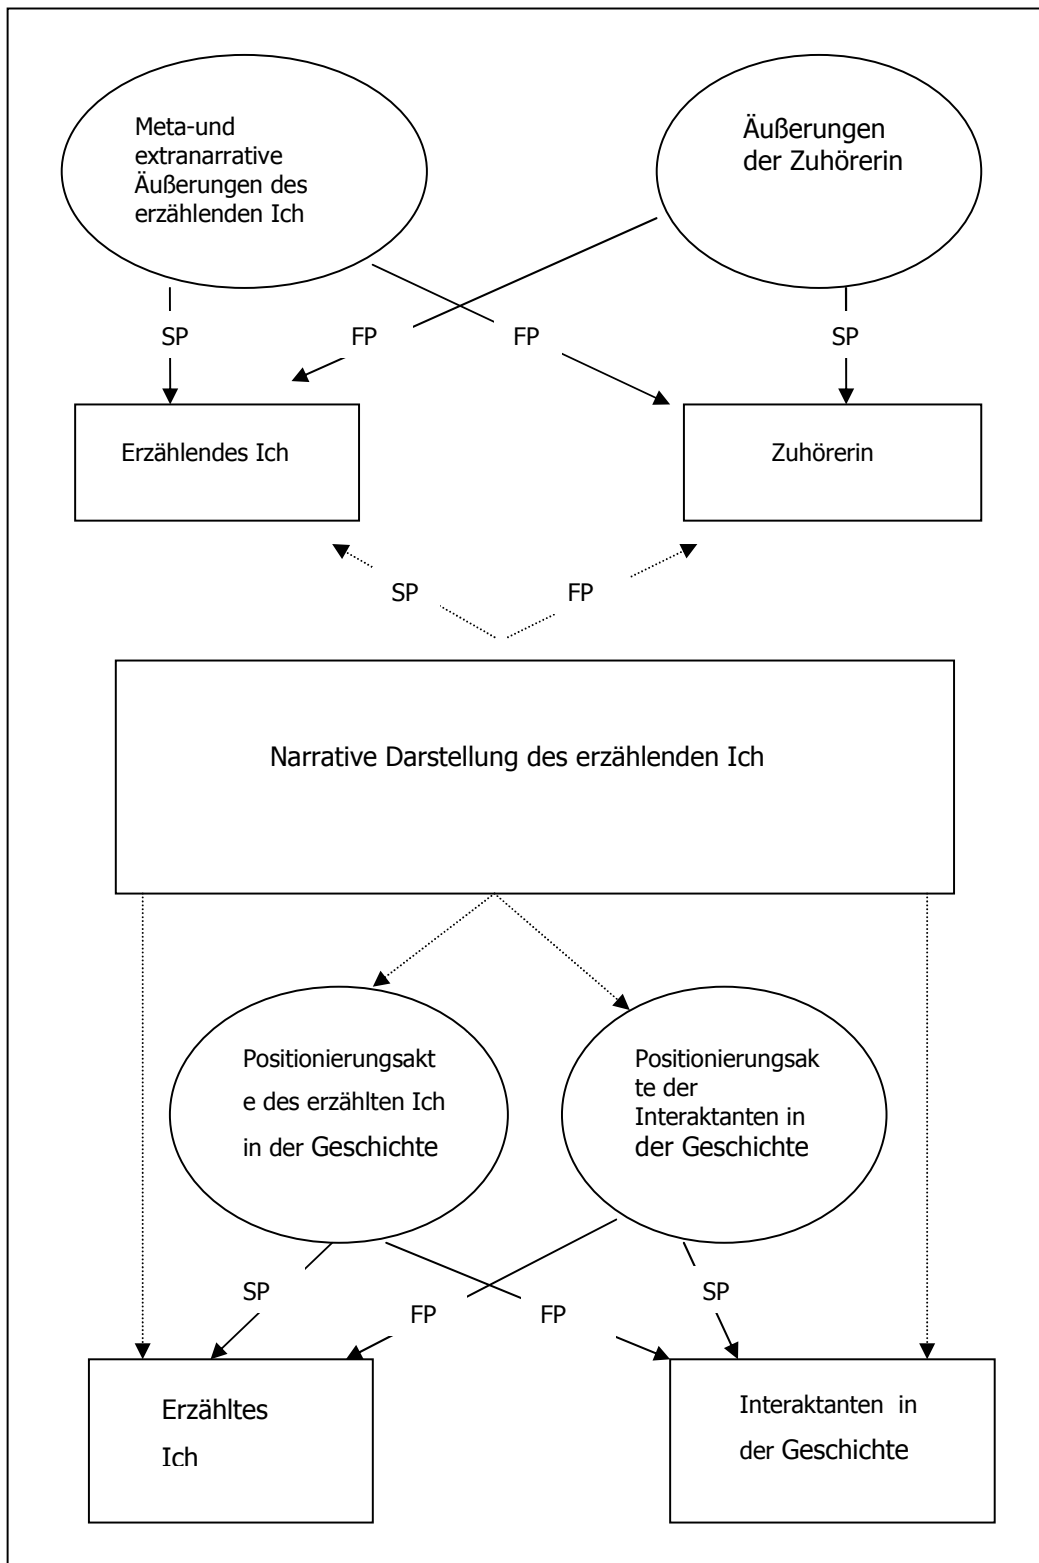 Meta-und
extranarrative
Äußerungen des
erzählenden Ich
Äußerungen
der Zuhörerin
SP
FP
FP
SP
Erzählendes Ich
Zuhörerin
SP
FP
Narrative Darstellung des erzählenden Ich
Positionierungsakt
e des erzählten Ich
in der Geschichte
Positionierungsak
te der
Interaktanten in
der Geschichte
SP
FP
FP
SP
Erzähltes
Ich
Interaktanten in
der Geschichte